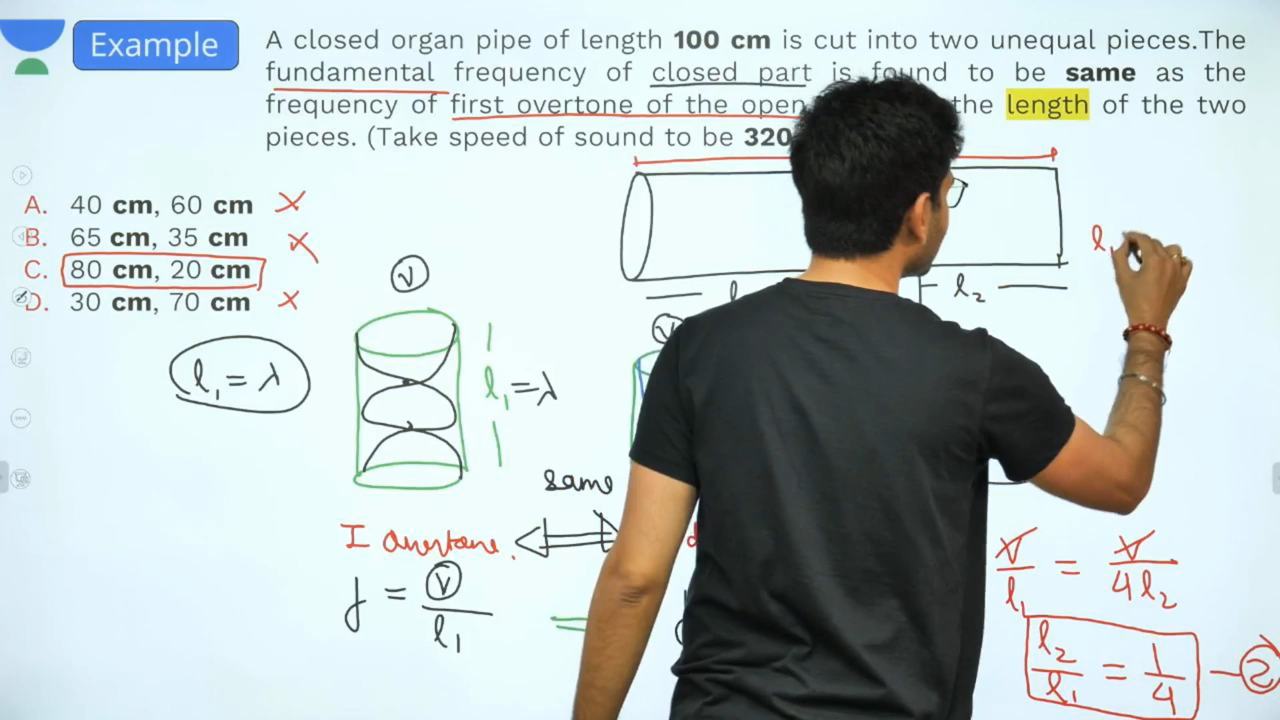 Example
A closed organ pipe of length 100 cm is cut into two unequal pieces.The
fundamental frequency of closed part is found to be same as the
frequency of first overtone of the open the length of the two
pieces. (Take speed of sound to be 320
A. 40 cm, 60 cm ×
B. 65 cm, 35 cm ×
C. 80 cm, 20 cm
D. 30 cm, 70 cm ×
l₂
V
l₁ = λ
l₁ = λ
same
I overtone.
f = V/l₁ =
V/l₁ = V/4l₂
l₂/l₁ = 1/4 - 2